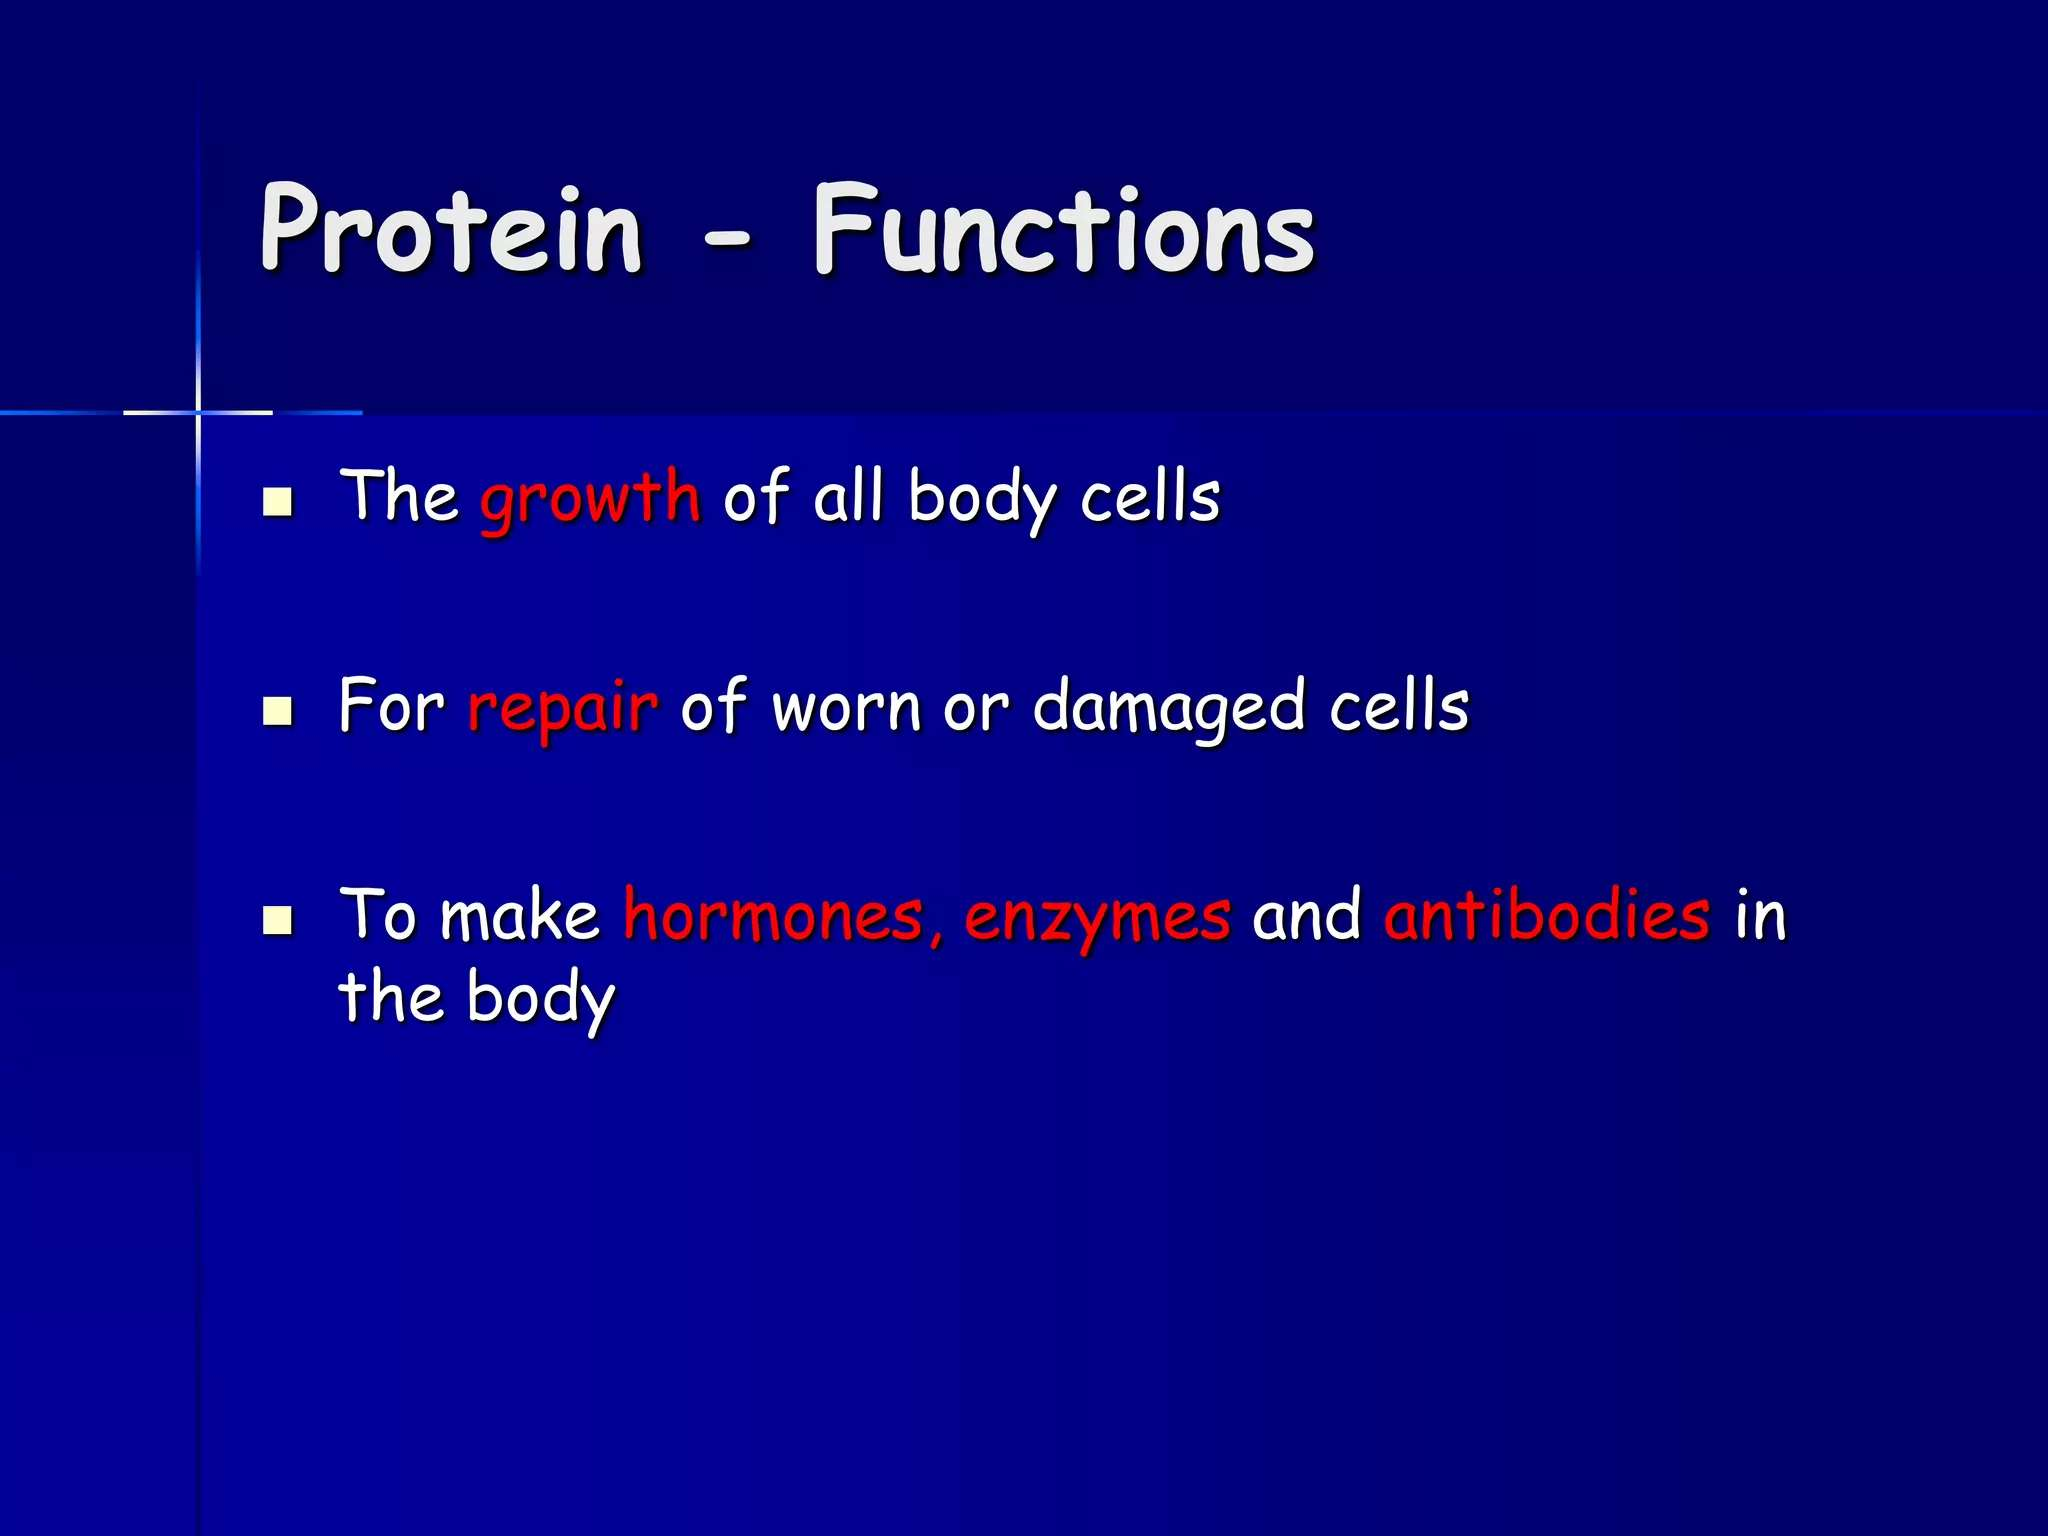 Protein - Functions
The growth of all body cells
For repair of worn or damaged cells
To make hormones, enzymes and antibodies in
the body